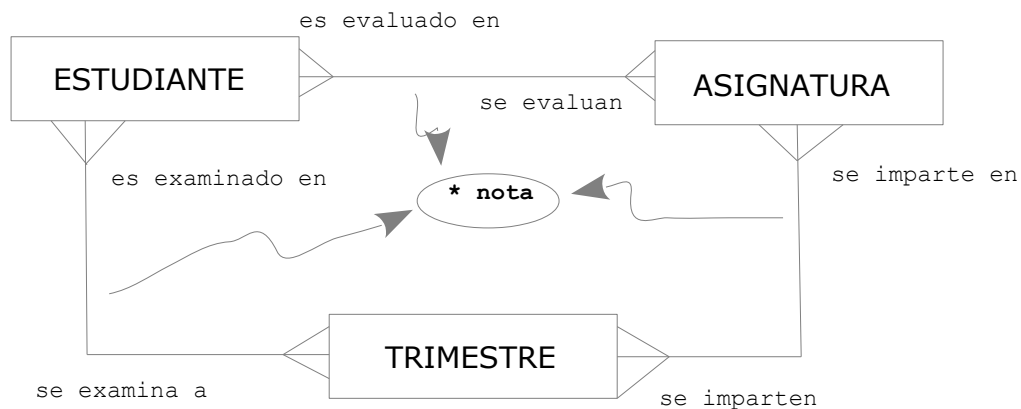 es evaluado en
ESTUDIANTE
ASIGNATURA
se evaluan
es examinado en
se imparte en
* nota
TRIMESTRE
se examina a
se imparten